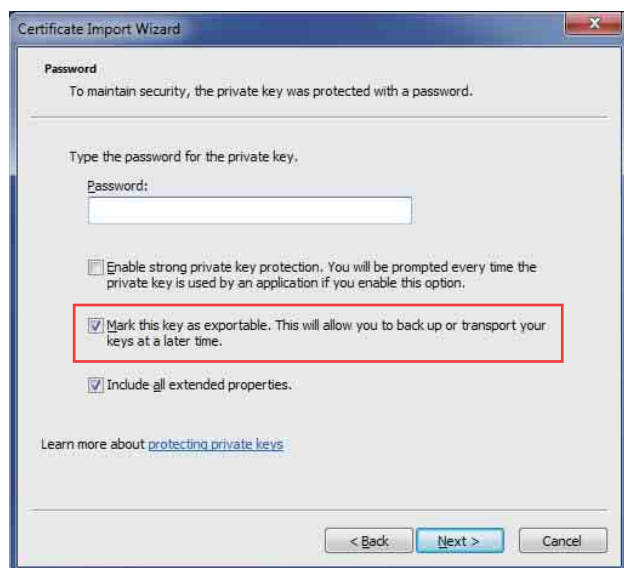 Certificate Import Wizard
Password
To maintain security, the private key was protected with a password.
Type the password for the private key.
Password:
Enable strong private key protection. You will be prompted every time the
private key is used by an application if you enable this option.
Mark this key as exportable. This will allow you to back up or transport your
keys at a later time.
Include all extended properties.
Learn more about protecting private keys
< Back
Next >
Cancel